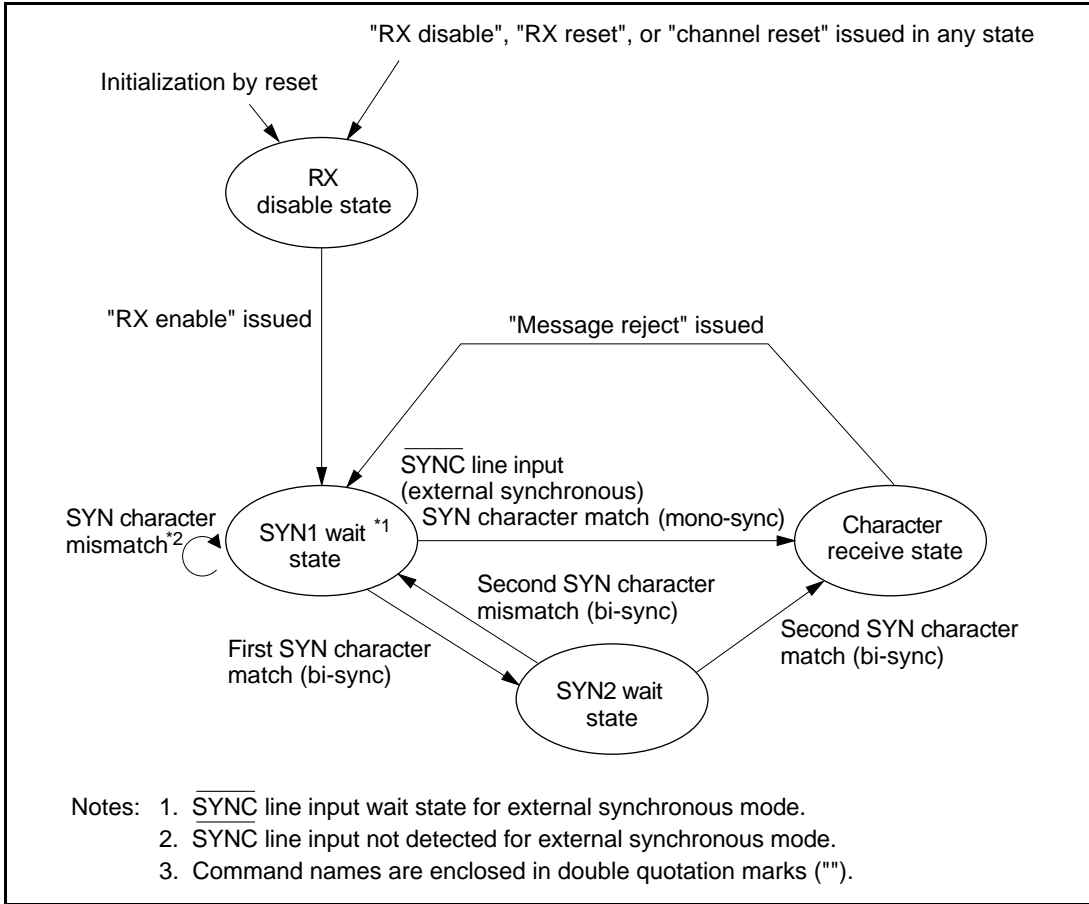 "RX disable", "RX reset", or "channel reset" issued in any state
Initialization by reset
RX
disable state
"RX enable" issued
"Message reject" issued
SYNC line input
(external synchronous)
SYN character match (mono-sync)
SYN character
mismatch*2
SYN1 wait *1
state
Character
receive state
Second SYN character
mismatch (bi-sync)
First SYN character
match (bi-sync)
Second SYN character
match (bi-sync)
SYN2 wait
state
Notes: 1. SYNC line input wait state for external synchronous mode.
2. SYNC line input not detected for external synchronous mode.
3. Command names are enclosed in double quotation marks ("").